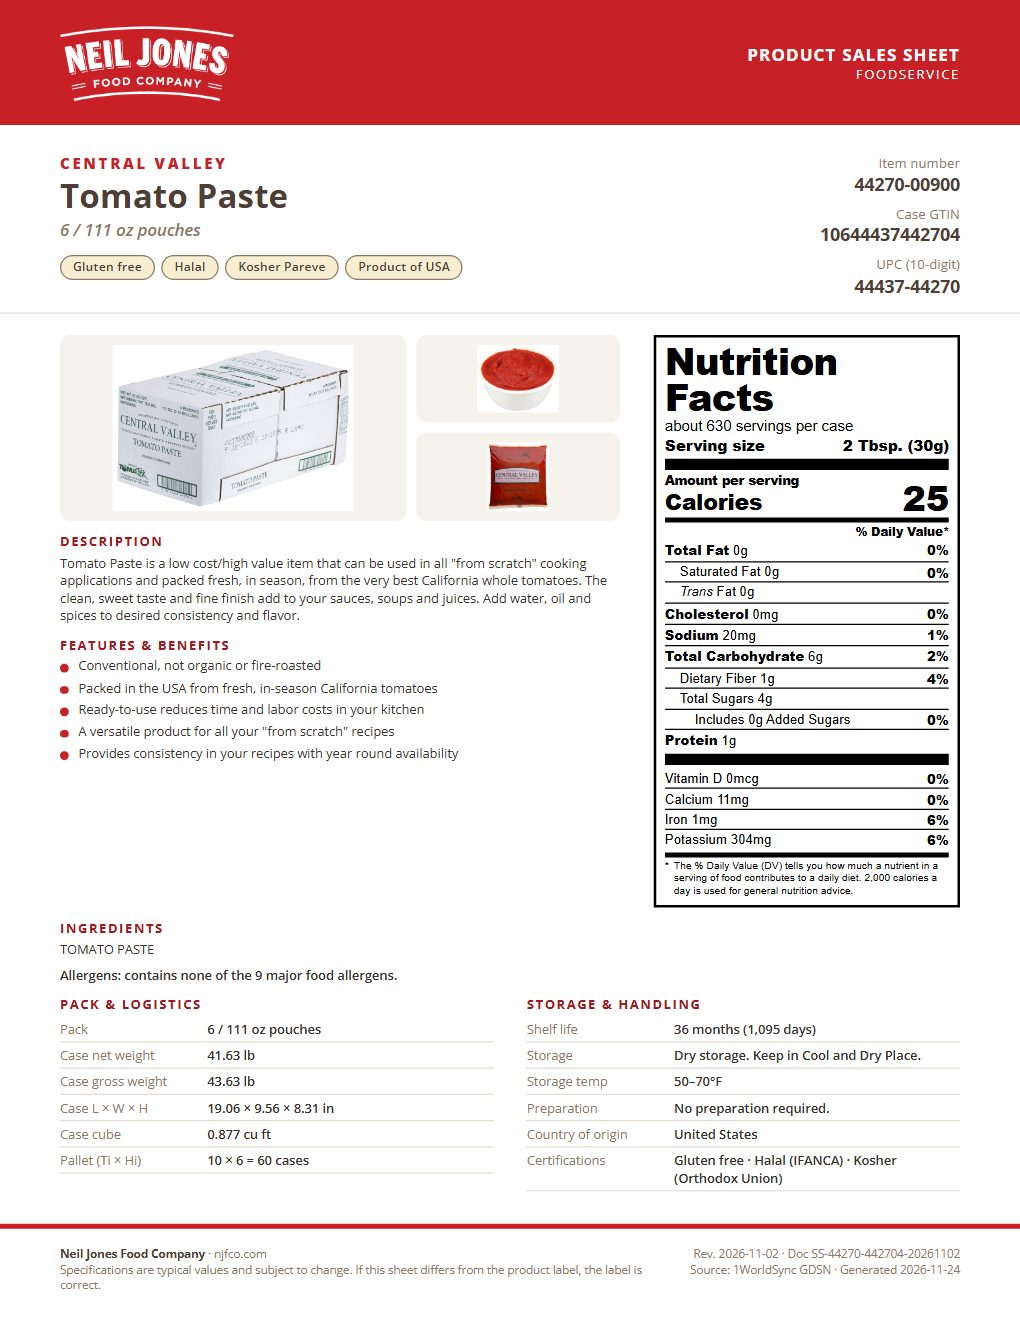 NEIL JONES
FOOD COMPANY
PRODUCT SALES SHEET
FOODSERVICE
CENTRAL VALLEY
Tomato Paste
6 / 111 oz pouches
Gluten free
Halal
Kosher Pareve
Product of USA
Item number
44270-00900
Case GTIN
10644437442704
UPC (10-digit)
44437-44270
CENTRAL VALLEY
TOMATO PASTE
TOMATO PASTE
CENTRAL VALLEY
DESCRIPTION
Tomato Paste is a low cost/high value item that can be used in all "from scratch" cooking
applications and packed fresh, in season, from the very best California whole tomatoes. The
clean, sweet taste and fine finish add to your sauces, soups and juices. Add water, oil and
spices to desired consistency and flavor.
FEATURES & BENEFITS
Conventional, not organic or fire-roasted
Packed in the USA from fresh, in-season California tomatoes
Ready-to-use reduces time and labor costs in your kitchen
A versatile product for all your "from scratch" recipes
Provides consistency in your recipes with year round availability
Nutrition
Facts
about 630 servings per case
Serving size 2 Tbsp. (30g)
Amount per serving
Calories 25
% Daily Value*
Total Fat 0g 0%
Saturated Fat 0g 0%
Trans Fat 0g
Cholesterol 0mg 0%
Sodium 20mg 1%
Total Carbohydrate 6g 2%
Dietary Fiber 1g 4%
Total Sugars 4g
Includes 0g Added Sugars 0%
Protein 1g
Vitamin D 0mcg 0%
Calcium 11mg 0%
Iron 1mg 6%
Potassium 304mg 6%
* The % Daily Value (DV) tells you how much a nutrient in a
serving of food contributes to a daily diet. 2,000 calories a
day is used for general nutrition advice.
INGREDIENTS
TOMATO PASTE
Allergens: contains none of the 9 major food allergens.
PACK & LOGISTICS
Pack 6 / 111 oz pouches
Case net weight 41.63 lb
Case gross weight 43.63 lb
Case L × W × H 19.06 × 9.56 × 8.31 in
Case cube 0.877 cu ft
Pallet (Ti × Hi) 10 × 6 = 60 cases
STORAGE & HANDLING
Shelf life 36 months (1,095 days)
Storage Dry storage. Keep in Cool and Dry Place.
Storage temp 50–70°F
Preparation No preparation required.
Country of origin United States
Certifications Gluten free · Halal (IFANCA) · Kosher
(Orthodox Union)
Neil Jones Food Company · njfco.com
Specifications are typical values and subject to change. If this sheet differs from the product label, the label is
correct.
Rev. 2026-11-02 · Doc SS-44270-442704-20261102
Source: 1WorldSync GDSN · Generated 2026-11-24